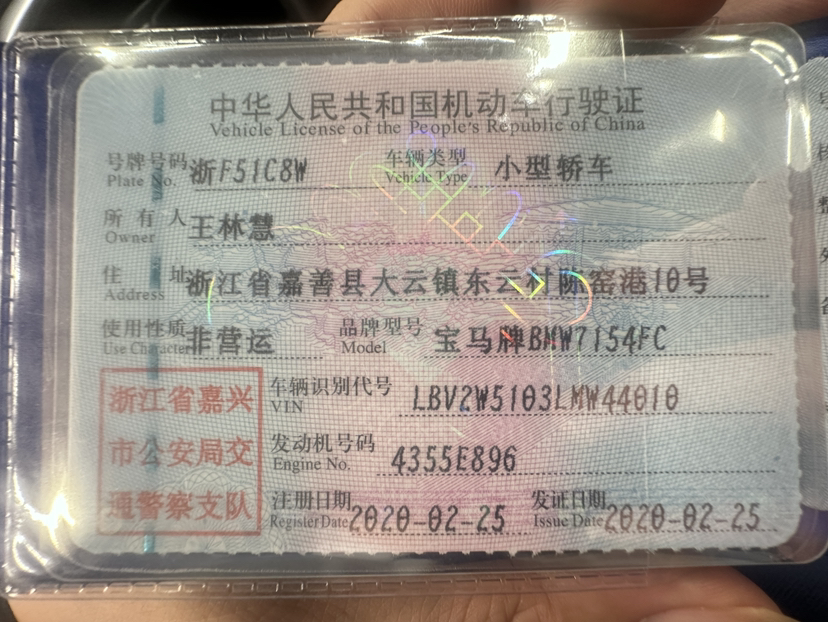 中华人民共和国机动车行驶证
Vehicle License of the People's Republic of China
号牌号码 浙F51C8W 车辆类型 小型轿车
Plate No. Vehicle Type
所有人 王林慧
Owner
住址 浙江省嘉善县大云镇东云村陈窑港10号
Address
使用性质 非营运 品牌型号 宝马牌BMW7154FC
Use Character Model
浙江省嘉兴 车辆识别代号 LBV2W5103LMW44010
VIN
市公安局交 发动机号码 4355E896
Engine No.
通警察支队 注册日期 2020-02-25 发证日期 2020-02-25
Register Date Issue Date